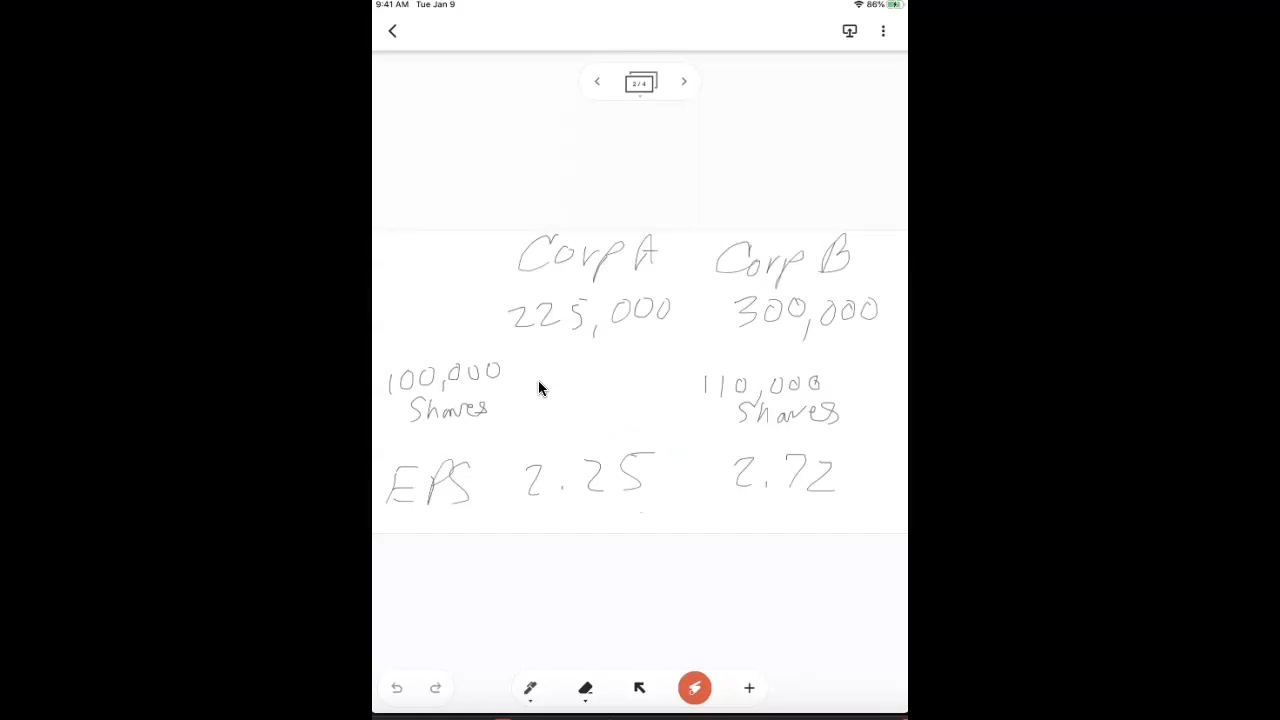 9:41 AM Tue Jan 9
86%
2 / 4
Corp A Corp B
225,000 300,000
100,000 110,000
Shares Shares
EPS 2.25 2.72